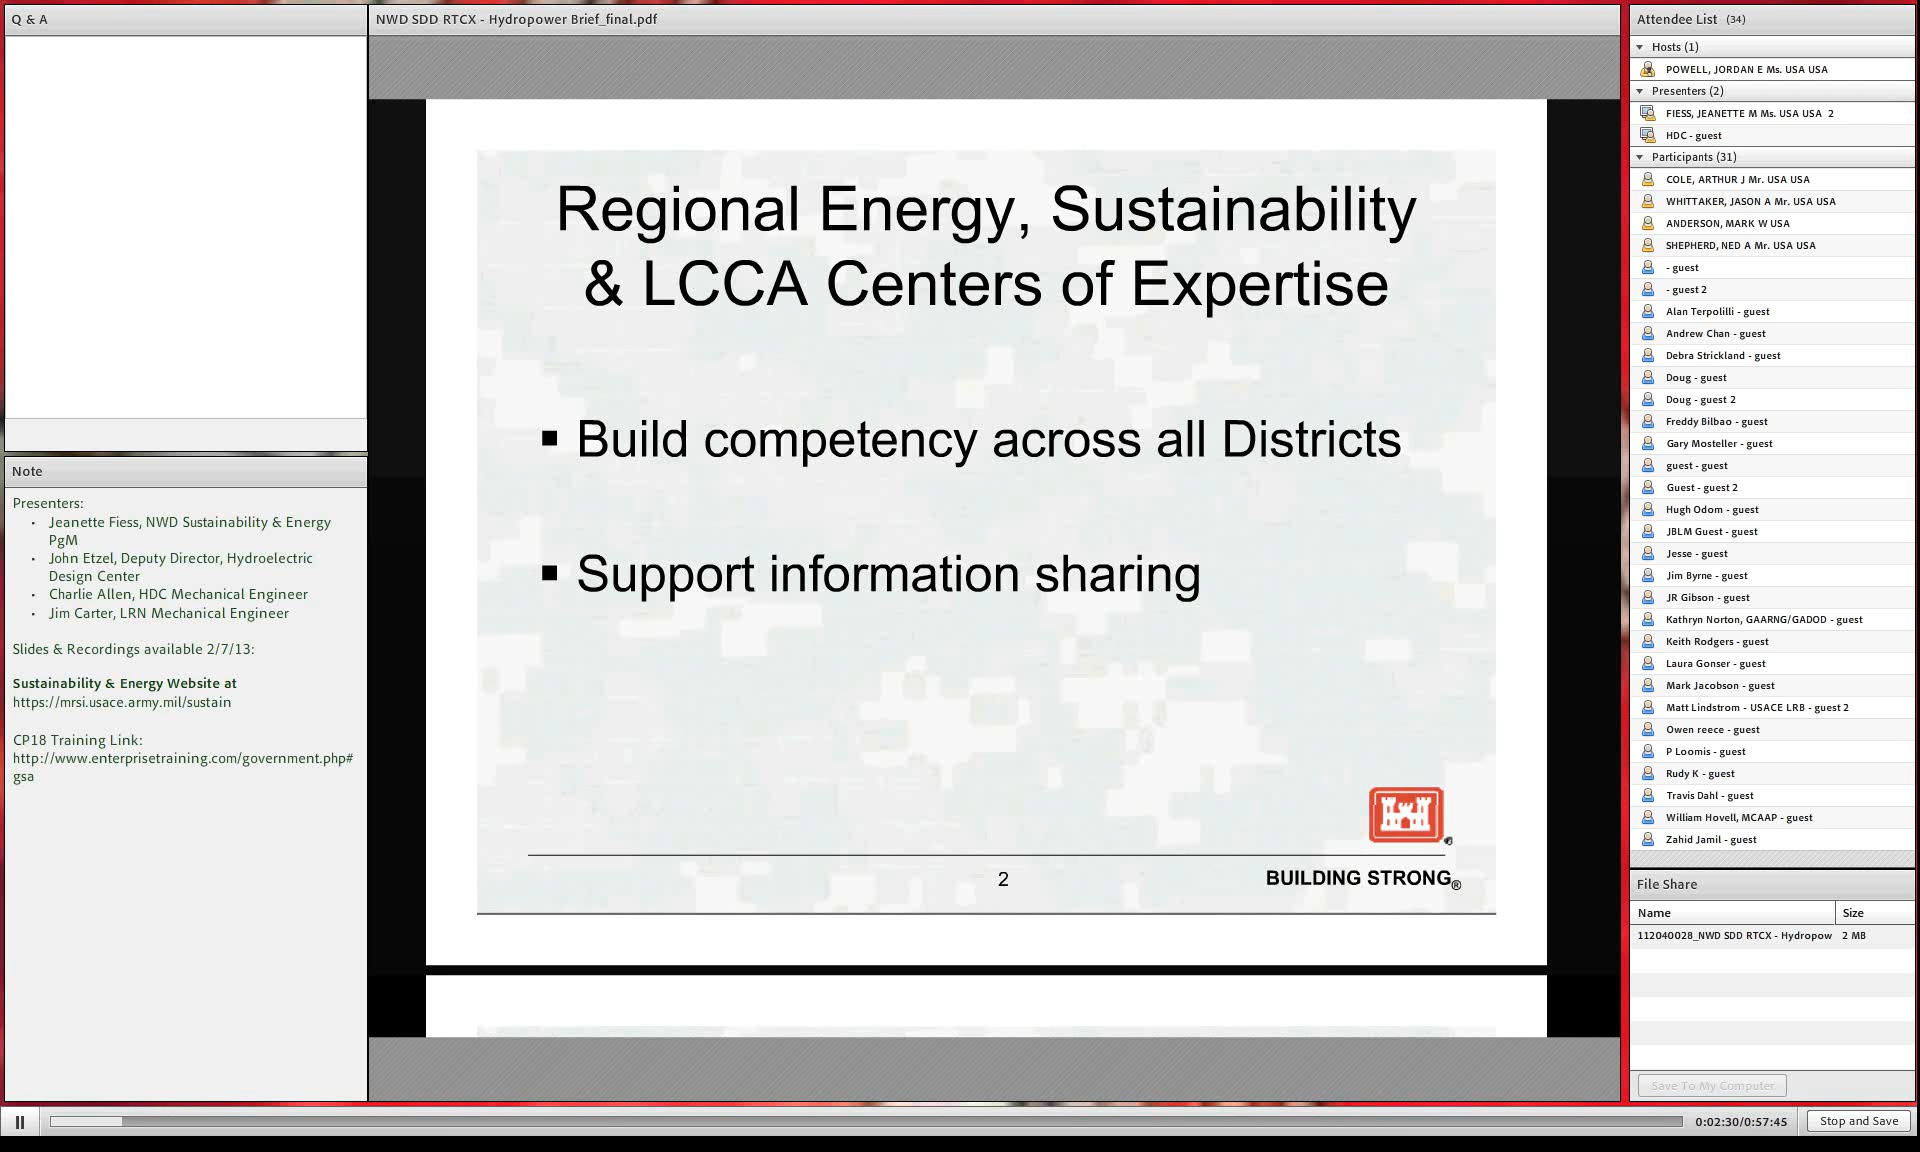 Q & A
NWD SDD RTCX - Hydropower Brief_final.pdf
Regional Energy, Sustainability
& LCCA Centers of Expertise
▪ Build competency across all Districts
▪ Support information sharing
2
BUILDING STRONG®
Note
Presenters:
• Jeanette Fiess, NWD Sustainability & Energy
PgM
• John Etzel, Deputy Director, Hydroelectric
Design Center
• Charlie Allen, HDC Mechanical Engineer
• Jim Carter, LRN Mechanical Engineer
Slides & Recordings available 2/7/13:
Sustainability & Energy Website at
https://mrsi.usace.army.mil/sustain
CP18 Training Link:
http://www.enterprisetraining.com/government.php#
gsa
Attendee List (34)
Hosts (1)
POWELL, JORDAN E Ms. USA USA
Presenters (2)
FIESS, JEANETTE M Ms. USA USA 2
HDC - guest
Participants (31)
COLE, ARTHUR J Mr. USA USA
WHITTAKER, JASON A Mr. USA USA
ANDERSON, MARK W USA
SHEPHERD, NED A Mr. USA USA
- guest
- guest 2
Alan Terpolilli - guest
Andrew Chan - guest
Debra Strickland - guest
Doug - guest
Doug - guest 2
Freddy Bilbao - guest
Gary Mosteller - guest
guest - guest
Guest - guest 2
Hugh Odom - guest
JBLM Guest - guest
Jesse - guest
Jim Byrne - guest
JR Gibson - guest
Kathryn Norton, GAARNG/GADOD - guest
Keith Rodgers - guest
Laura Gonser - guest
Mark Jacobson - guest
Matt Lindstrom - USACE LRB - guest 2
Owen reece - guest
P Loomis - guest
Rudy K - guest
Travis Dahl - guest
William Hovell, MCAAP - guest
Zahid Jamil - guest
File Share
Name Size
112040028_NWD SDD RTCX - Hydropow 2 MB
Save To My Computer
0:02:30/0:57:45
Stop and Save